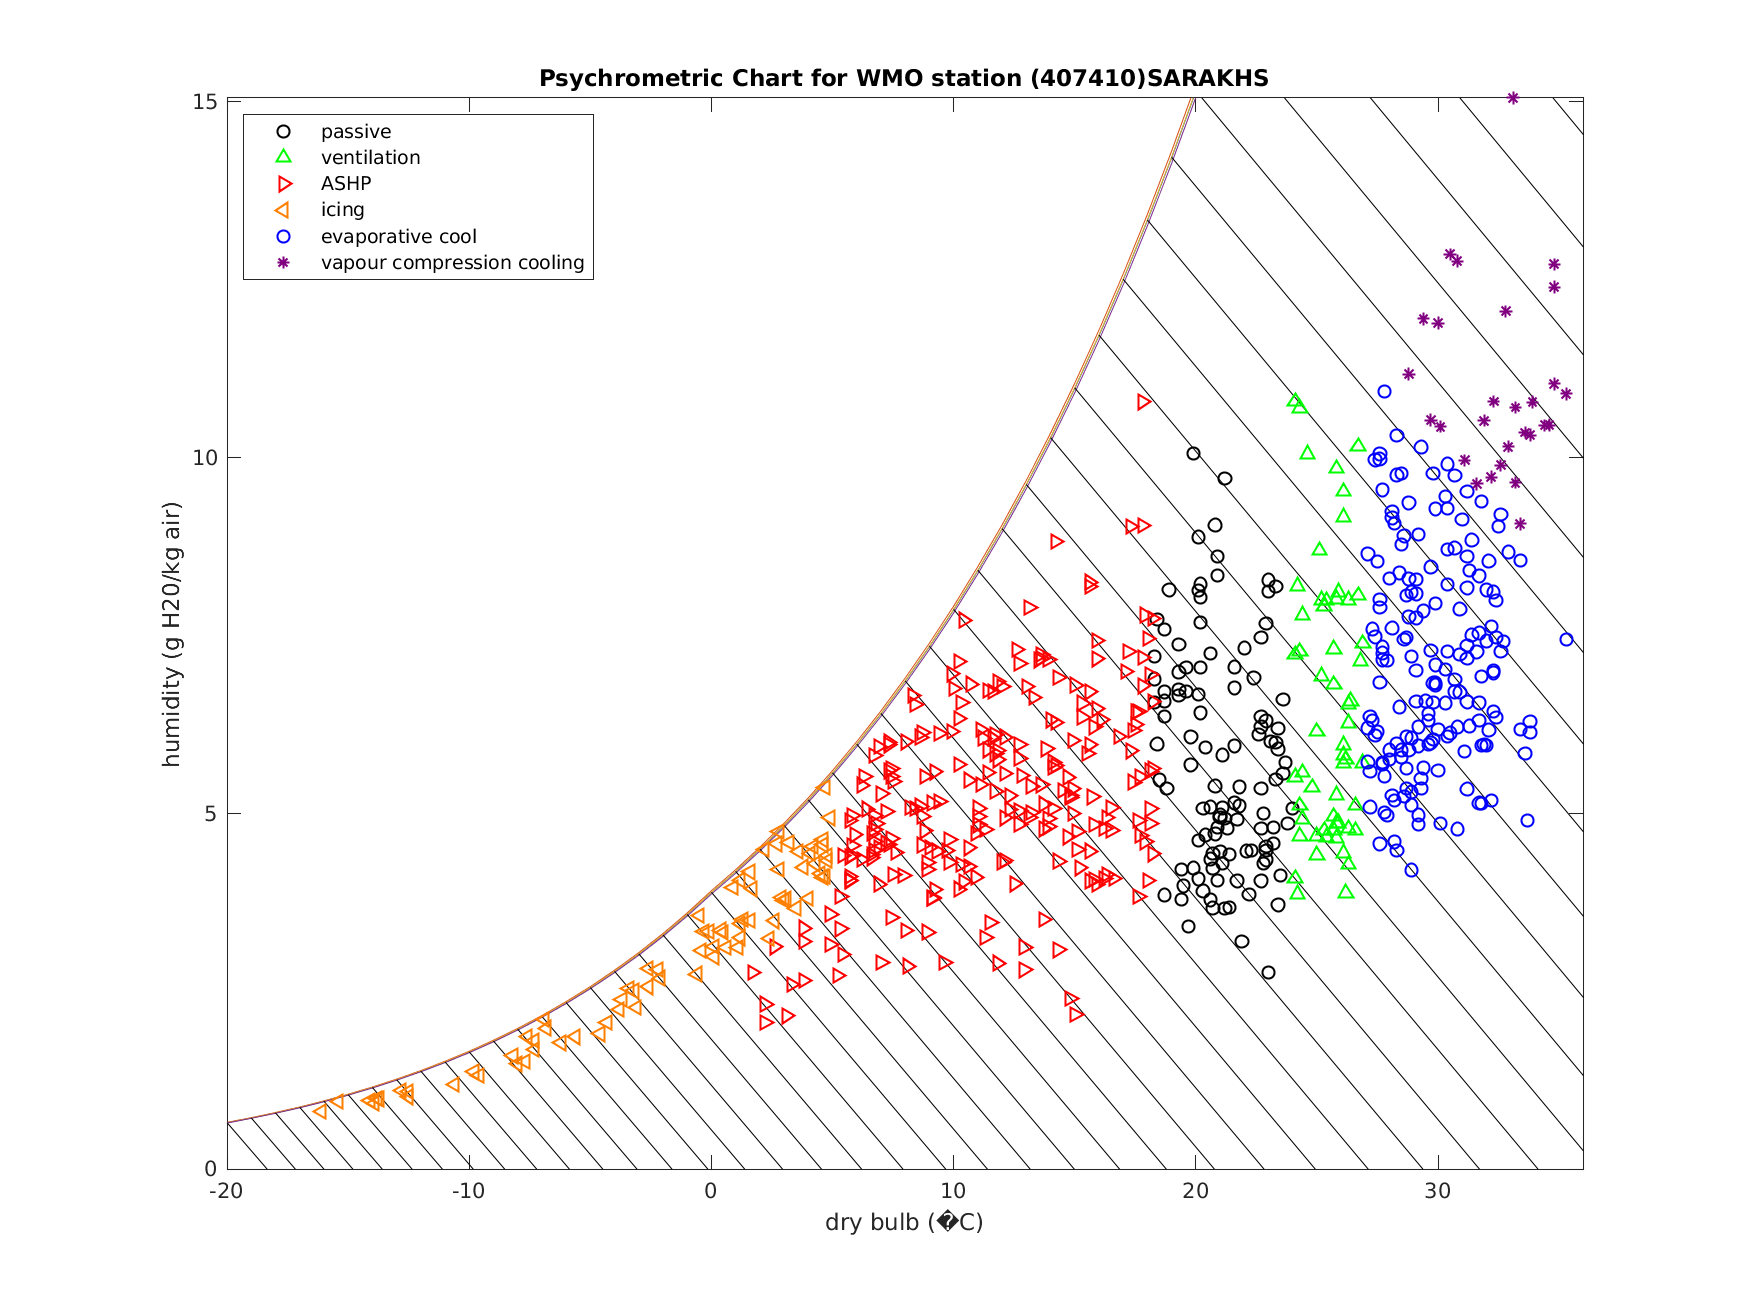 Psychrometric Chart for WMO station (407410)SARAKHS
passive
ventilation
ASHP
icing
evaporative cool
vapour compression cooling
humidity (g H20/kg air)
15
10
5
0
-20 -10 0 10 20 30
dry bulb (�C)